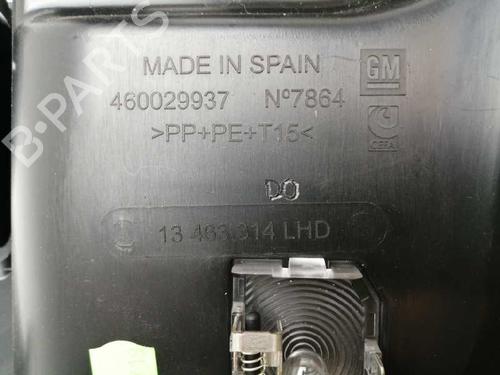 MADE IN SPAIN
GM
460029937 Nº7864
CEFA
>PP+PE+T15<
DO
13 463 314 LHD
B-PARTS